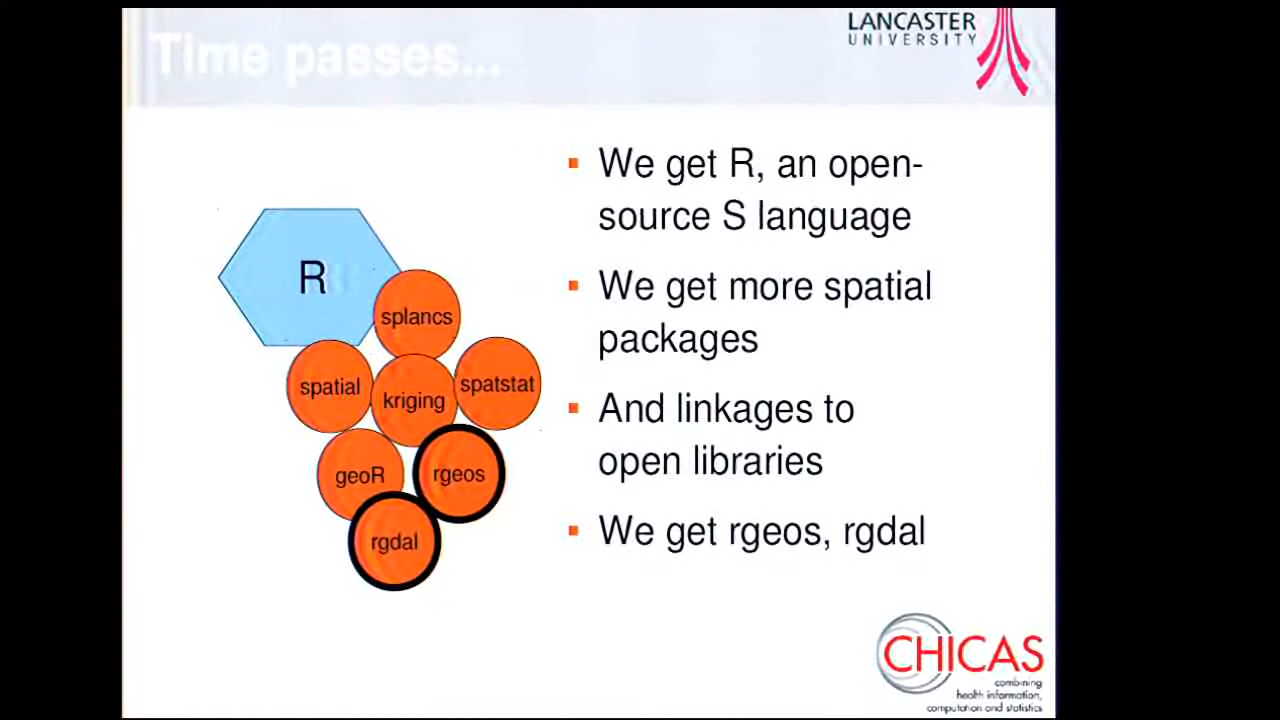 Time passes...
LANCASTER
UNIVERSITY
We get R, an open-
source S language
We get more spatial
packages
And linkages to
open libraries
We get rgeos, rgdal
R
splancs
spatial
kriging
spatstat
geoR
rgeos
rgdal
CHICAS
combining
health information,
computation and statistics